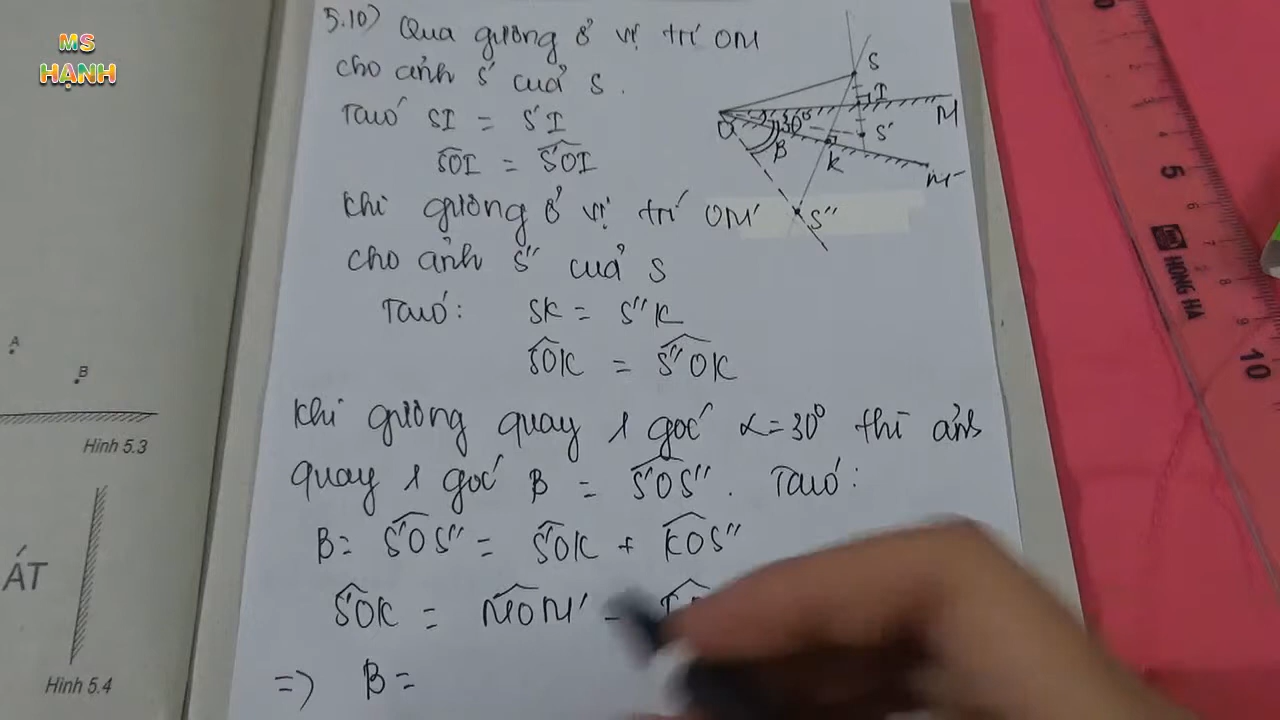 MS
HẠNH
5.10) Qua gương ở vị trí OM
cho ảnh S' của S.
Ta có SI = S'I
SOI = S'OI
Khi gương ở vị trí OM'
cho ảnh S'' của S
Ta có: SK = S''K
SOK = S''OK
Khi gương quay 1 góc α=30° thì ảnh
quay 1 góc β = S'OS''. Ta có:
β = S'OS'' = S'OK + KOS''
S'OK = MOM' -
=> β =
S
I
M
O
30°
S'
β
K
M'
S''
A
B
Hình 5.3
ÁT
Hình 5.4
0
5
10
HONG HA